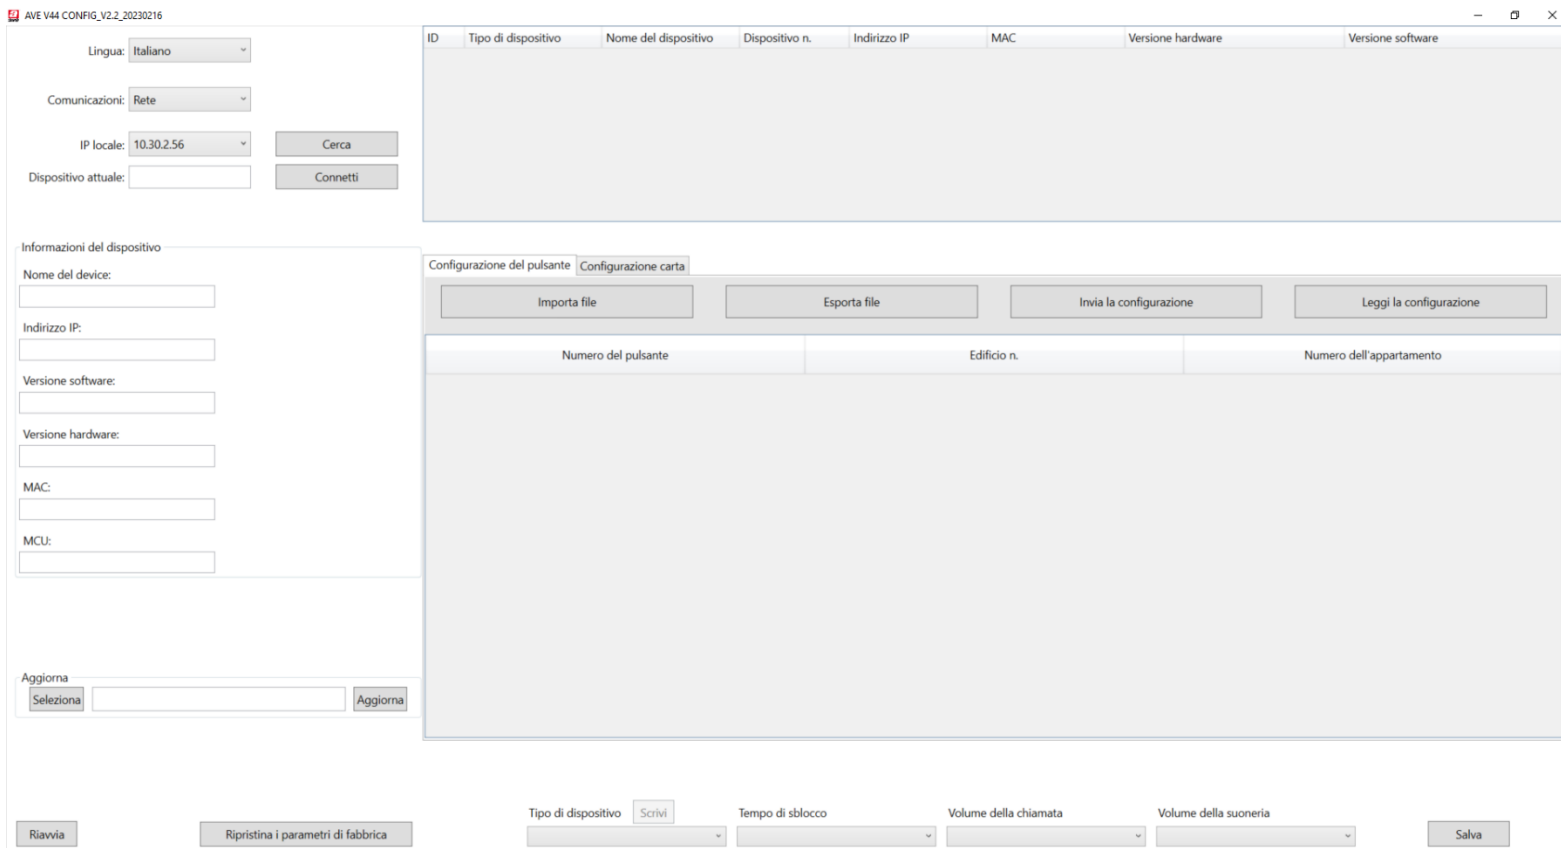 AVE V44 CONFIG_V2.2_20230216
Lingua: Italiano
Comunicazioni: Rete
IP locale: 10.30.2.56 Cerca
Dispositivo attuale: Connetti
ID Tipo di dispositivo Nome del dispositivo Dispositivo n. Indirizzo IP MAC Versione hardware Versione software
Informazioni del dispositivo
Nome del device:
Indirizzo IP:
Versione software:
Versione hardware:
MAC:
MCU:
Configurazione del pulsante Configurazione carta
Importa file Esporta file Invia la configurazione Leggi la configurazione
Numero del pulsante Edificio n. Numero dell'appartamento
Aggiorna
Seleziona Aggiorna
Riavvia Ripristina i parametri di fabbrica
Tipo di dispositivo Scrivi Tempo di sblocco Volume della chiamata Volume della suoneria
Salva